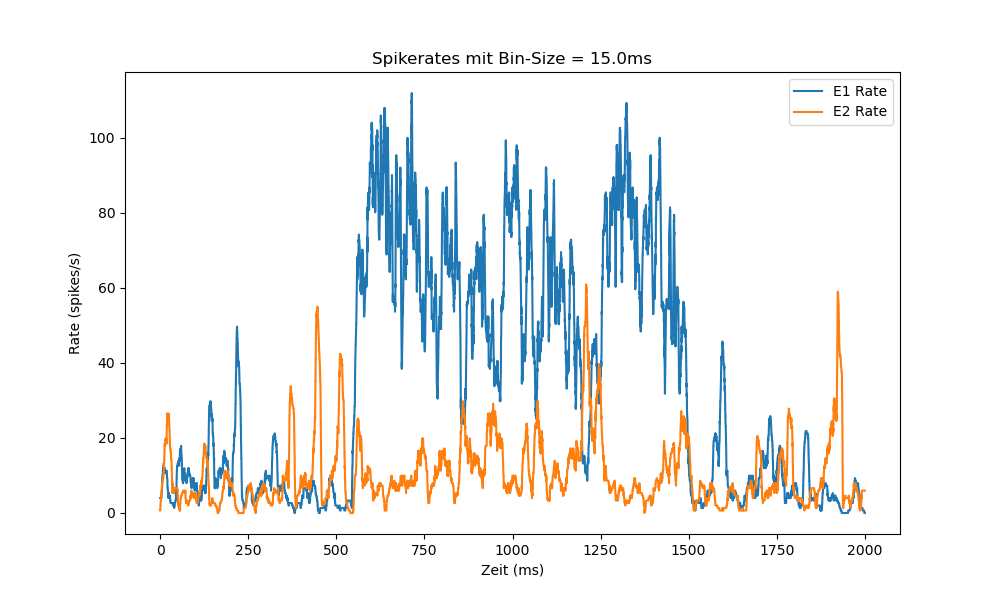 Spikerates mit Bin-Size = 15.0ms
E1 Rate
E2 Rate
Rate (spikes/s)
100
80
60
40
20
0
0 250 500 750 1000 1250 1500 1750 2000
Zeit (ms)